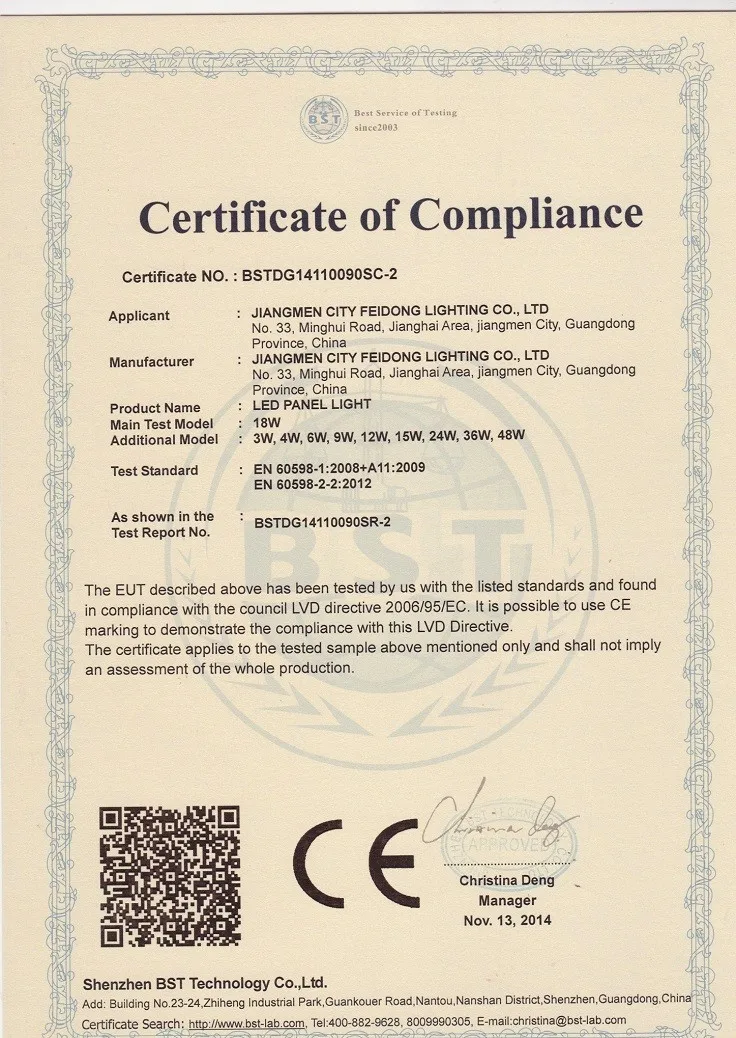 BST
Best Service of Testing
since2003
Certificate of Compliance
Certificate NO. : BSTDG14110090SC-2
Applicant : JIANGMEN CITY FEIDONG LIGHTING CO., LTD
No. 33, Minghui Road, Jianghai Area, jiangmen City, Guangdong
Province, China
Manufacturer : JIANGMEN CITY FEIDONG LIGHTING CO., LTD
No. 33, Minghui Road, Jianghai Area, jiangmen City, Guangdong
Province, China
Product Name : LED PANEL LIGHT
Main Test Model : 18W
Additional Model : 3W, 4W, 6W, 9W, 12W, 15W, 24W, 36W, 48W
Test Standard : EN 60598-1:2008+A11:2009
EN 60598-2-2:2012
As shown in the :
Test Report No. BSTDG14110090SR-2
BST
The EUT described above has been tested by us with the listed standards and found
in compliance with the council LVD directive 2006/95/EC. It is possible to use CE
marking to demonstrate the compliance with this LVD Directive.
The certificate applies to the tested sample above mentioned only and shall not imply
an assessment of the whole production.
CE
Christina Deng
APPROVED
Christina Deng
Manager
Nov. 13, 2014
Shenzhen BST Technology Co.,Ltd.
Add: Building No.23-24,Zhiheng Industrial Park,Guankouer Road,Nantou,Nanshan District,Shenzhen,Guangdong,China
Certificate Search: http://www.bst-lab.com, Tel:400-882-9628, 8009990305, E-mail:christina@bst-lab.com